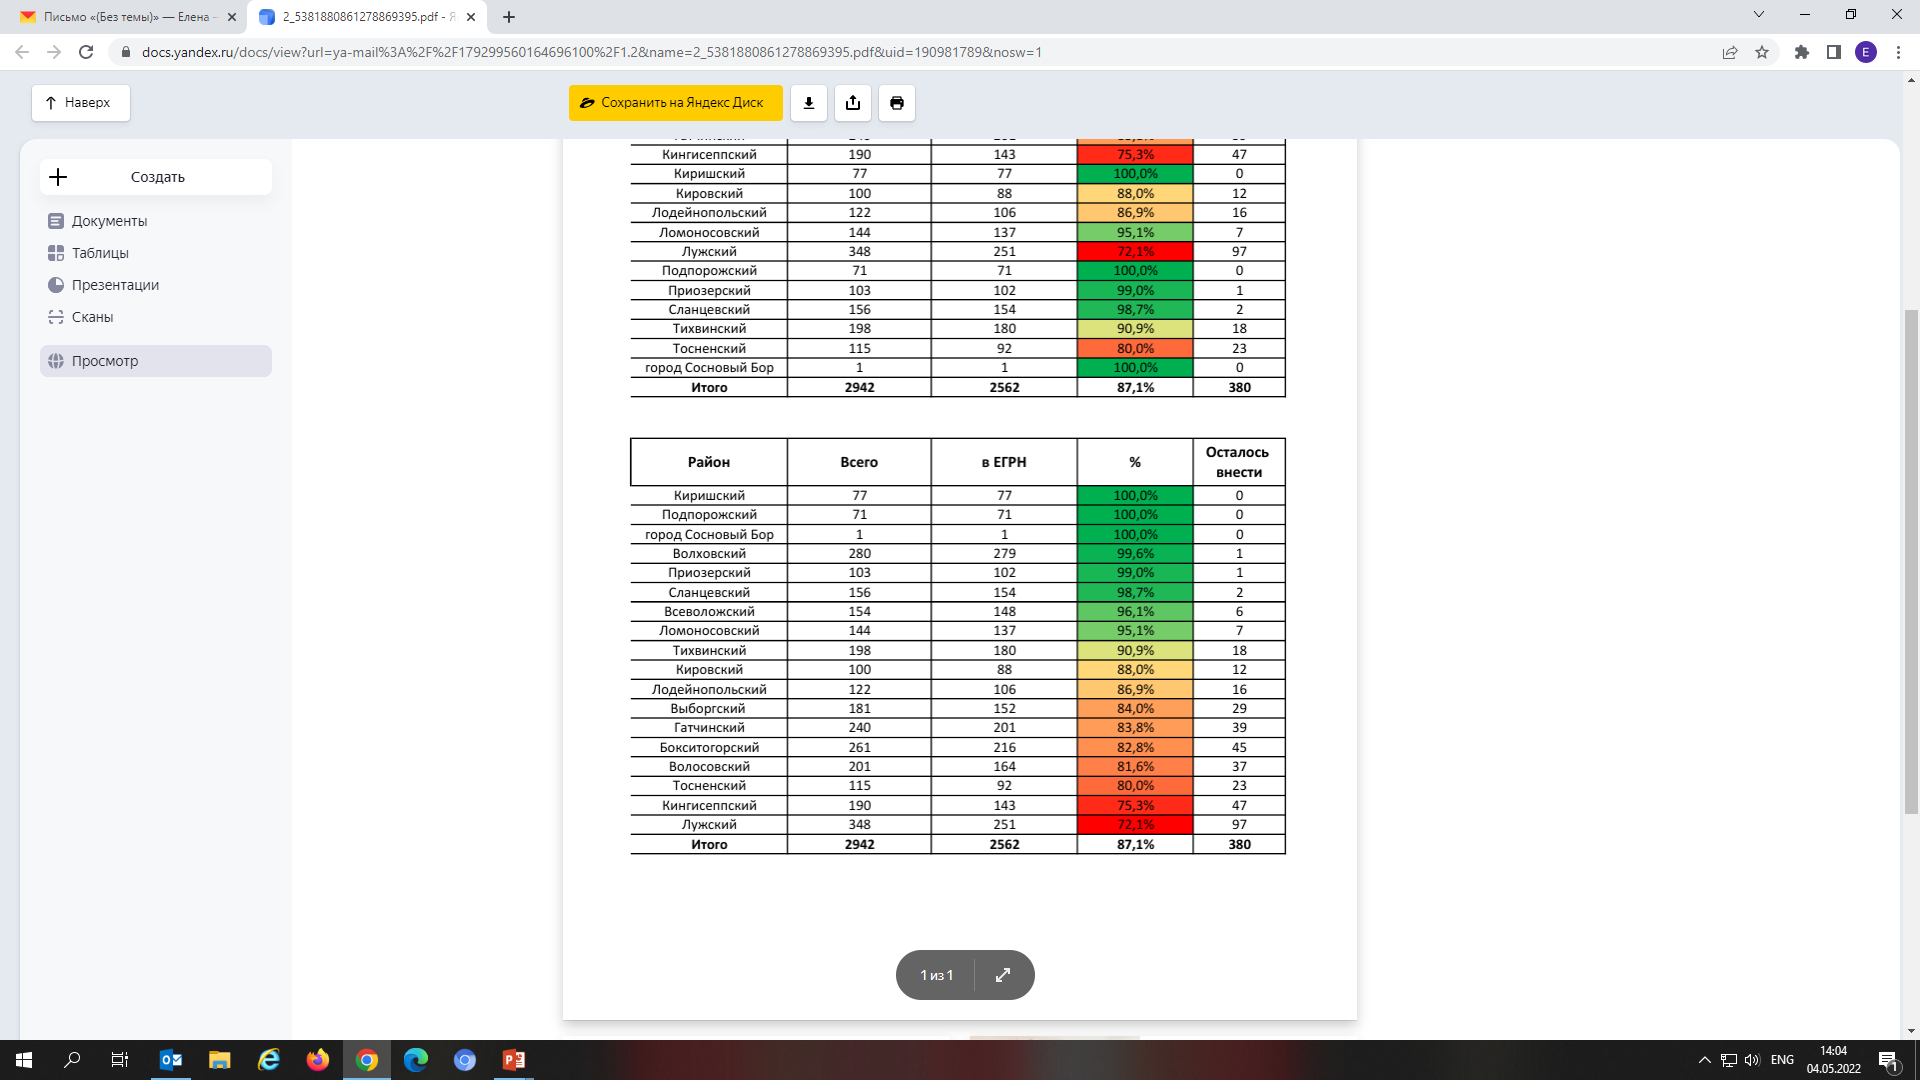 Письмо «(Без темы)» — Елена
2_5381880861278869395.pdf - Я
docs.yandex.ru/docs/view?url=ya-mail%3A%2F%2F179299560164696100%2F1.2&name=2_5381880861278869395.pdf&uid=190981789&nosw=1
E
Наверх
Сохранить на Яндекс Диск
Создать
Документы
Таблицы
Презентации
Сканы
Просмотр
Кингисеппский 190 143 75,3% 47
Киришский 77 77 100,0% 0
Кировский 100 88 88,0% 12
Лодейнопольский 122 106 86,9% 16
Ломоносовский 144 137 95,1% 7
Лужский 348 251 72,1% 97
Подпорожский 71 71 100,0% 0
Приозерский 103 102 99,0% 1
Сланцевский 156 154 98,7% 2
Тихвинский 198 180 90,9% 18
Тосненский 115 92 80,0% 23
город Сосновый Бор 1 1 100,0% 0
Итого 2942 2562 87,1% 380
Район Всего в ЕГРН % Осталось
внести
Киришский 77 77 100,0% 0
Подпорожский 71 71 100,0% 0
город Сосновый Бор 1 1 100,0% 0
Волховский 280 279 99,6% 1
Приозерский 103 102 99,0% 1
Сланцевский 156 154 98,7% 2
Всеволожский 154 148 96,1% 6
Ломоносовский 144 137 95,1% 7
Тихвинский 198 180 90,9% 18
Кировский 100 88 88,0% 12
Лодейнопольский 122 106 86,9% 16
Выборгский 181 152 84,0% 29
Гатчинский 240 201 83,8% 39
Бокситогорский 261 216 82,8% 45
Волосовский 201 164 81,6% 37
Тосненский 115 92 80,0% 23
Кингисеппский 190 143 75,3% 47
Лужский 348 251 72,1% 97
Итого 2942 2562 87,1% 380
1 из 1
ENG
14:04
04.05.2022
1